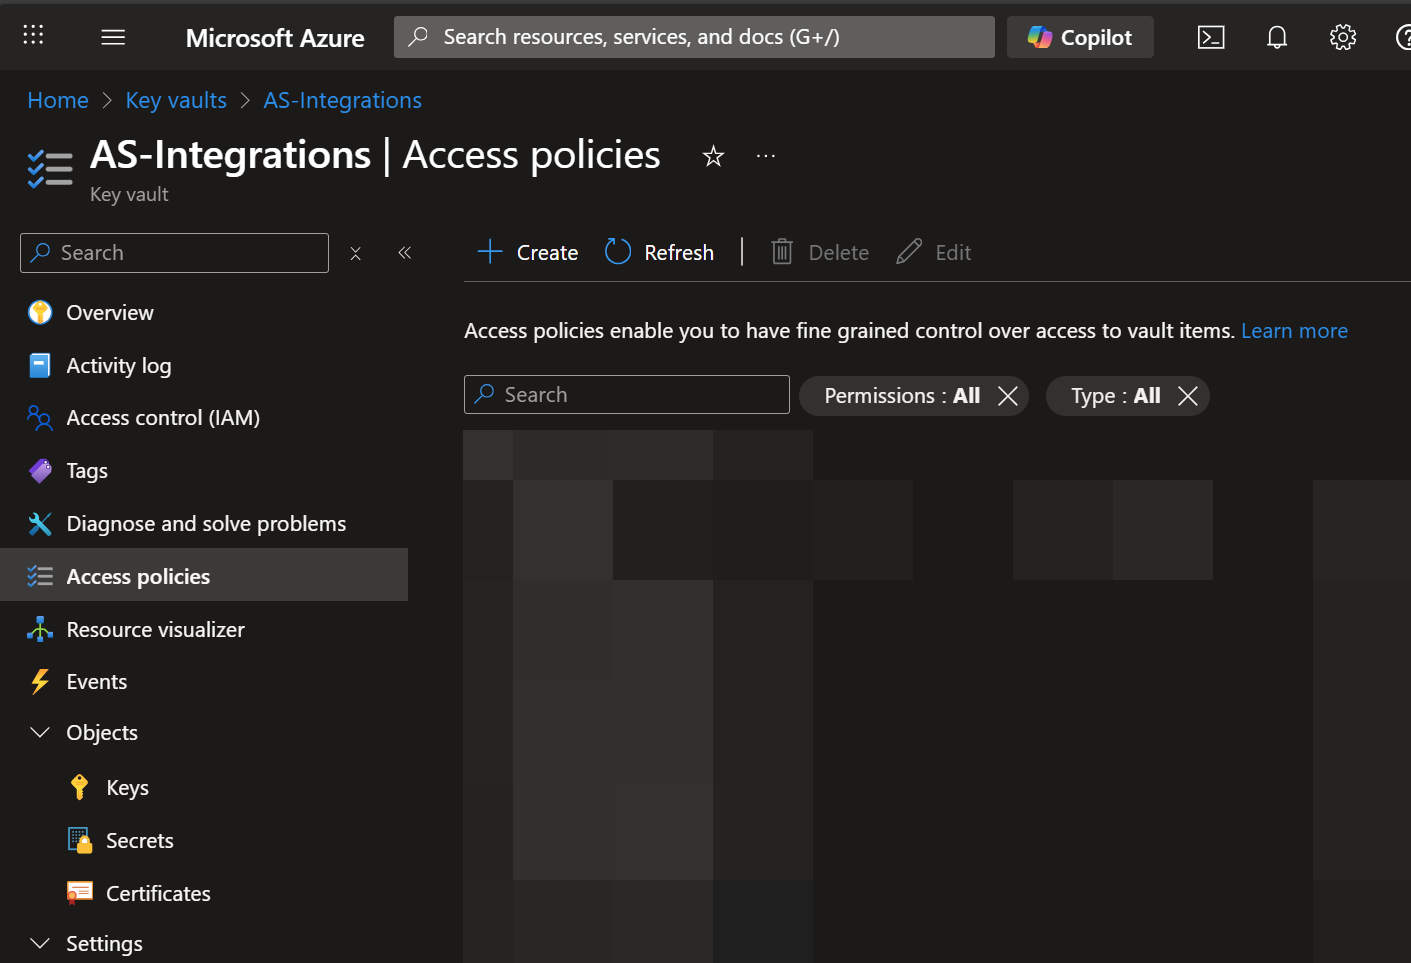 Microsoft Azure
Search resources, services, and docs (G+/)
Copilot
Home > Key vaults > AS-Integrations
AS-Integrations | Access policies
Key vault
Search
Create
Refresh
Delete
Edit
Overview
Activity log
Access control (IAM)
Tags
Diagnose and solve problems
Access policies
Resource visualizer
Events
Objects
Keys
Secrets
Certificates
Settings
Access policies enable you to have fine grained control over access to vault items. Learn more
Search
Permissions : All
Type : All